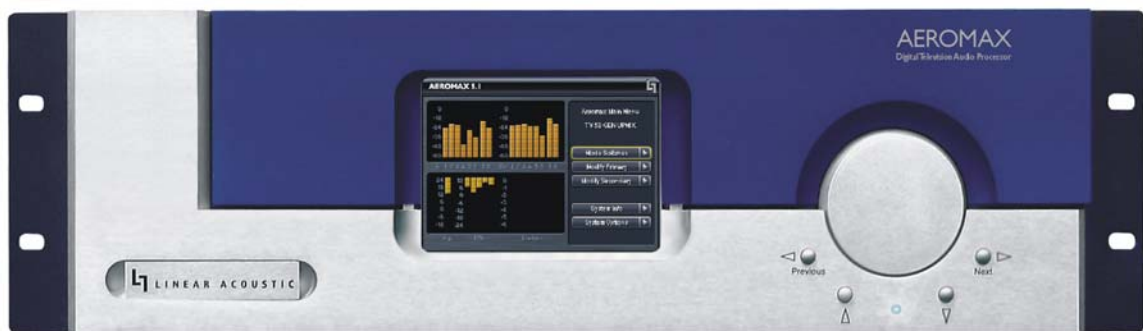 AEROMAX
Digital Television Audio Processor
AEROMAX 5.1
Aeromax Main Menu
Modify Primary
Modify Secondary
System Info
System Options
Previous
Next
LINEAR ACOUSTIC